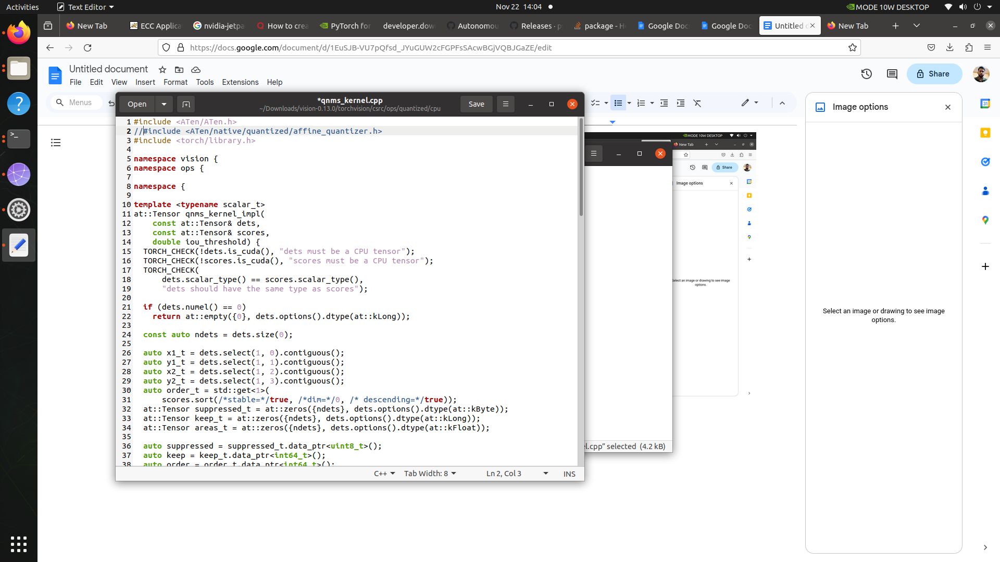 Activities
Text Editor
Nov 22 14:04
MODE 10W DESKTOP
New Tab
ECC Applica
nvidia-jetpa
How to crea
PyTorch for
developer.dow
Autonomou
Releases · p
package - H
Google Doc
Google Doc
Untitled
New Tab
https://docs.google.com/document/d/1EuSJB-VU7pQfsd_JYuGUW2cFGPFsSAcwBGjVQBJGaZE/edit
Untitled document
File Edit View Insert Format Tools Extensions Help
Share
Menus
Open
*qnms_kernel.cpp
~/Downloads/vision-0.13.0/torchvision/csrc/ops/quantized/cpu
Save
1 #include <ATen/ATen.h>
2 //#include <ATen/native/quantized/affine_quantizer.h>
3 #include <torch/library.h>
4
5 namespace vision {
6 namespace ops {
7
8 namespace {
9
10 template <typename scalar_t>
11 at::Tensor qnms_kernel_impl(
12     const at::Tensor& dets,
13     const at::Tensor& scores,
14     double iou_threshold) {
15   TORCH_CHECK(!dets.is_cuda(), "dets must be a CPU tensor");
16   TORCH_CHECK(!scores.is_cuda(), "scores must be a CPU tensor");
17   TORCH_CHECK(
18       dets.scalar_type() == scores.scalar_type(),
19       "dets should have the same type as scores");
20
21   if (dets.numel() == 0)
22     return at::empty({0}, dets.options().dtype(at::kLong));
23
24   const auto ndets = dets.size(0);
25
26   auto x1_t = dets.select(1, 0).contiguous();
27   auto y1_t = dets.select(1, 1).contiguous();
28   auto x2_t = dets.select(1, 2).contiguous();
29   auto y2_t = dets.select(1, 3).contiguous();
30   auto order_t = std::get<1>(
31       scores.sort(/*stable=*/true, /*dim=*/0, /* descending=*/true));
32   at::Tensor suppressed_t = at::zeros({ndets}, dets.options().dtype(at::kByte));
33   at::Tensor keep_t = at::zeros({ndets}, dets.options().dtype(at::kLong));
34   at::Tensor areas_t = at::zeros({ndets}, dets.options().dtype(at::kFloat));
35
36   auto suppressed = suppressed_t.data_ptr<uint8_t>();
37   auto keep = keep_t.data_ptr<int64_t>();
38   auto order = order_t.data_ptr<int64_t>();
C++
Tab Width: 8
Ln 2, Col 3
INS
MODE 10W DESKTOP
New Tab
Share
Image options
Select an image or drawing to see image
options.
el.cpp” selected (4.2 kB)
Image options
31
Select an image or drawing to see image
options.